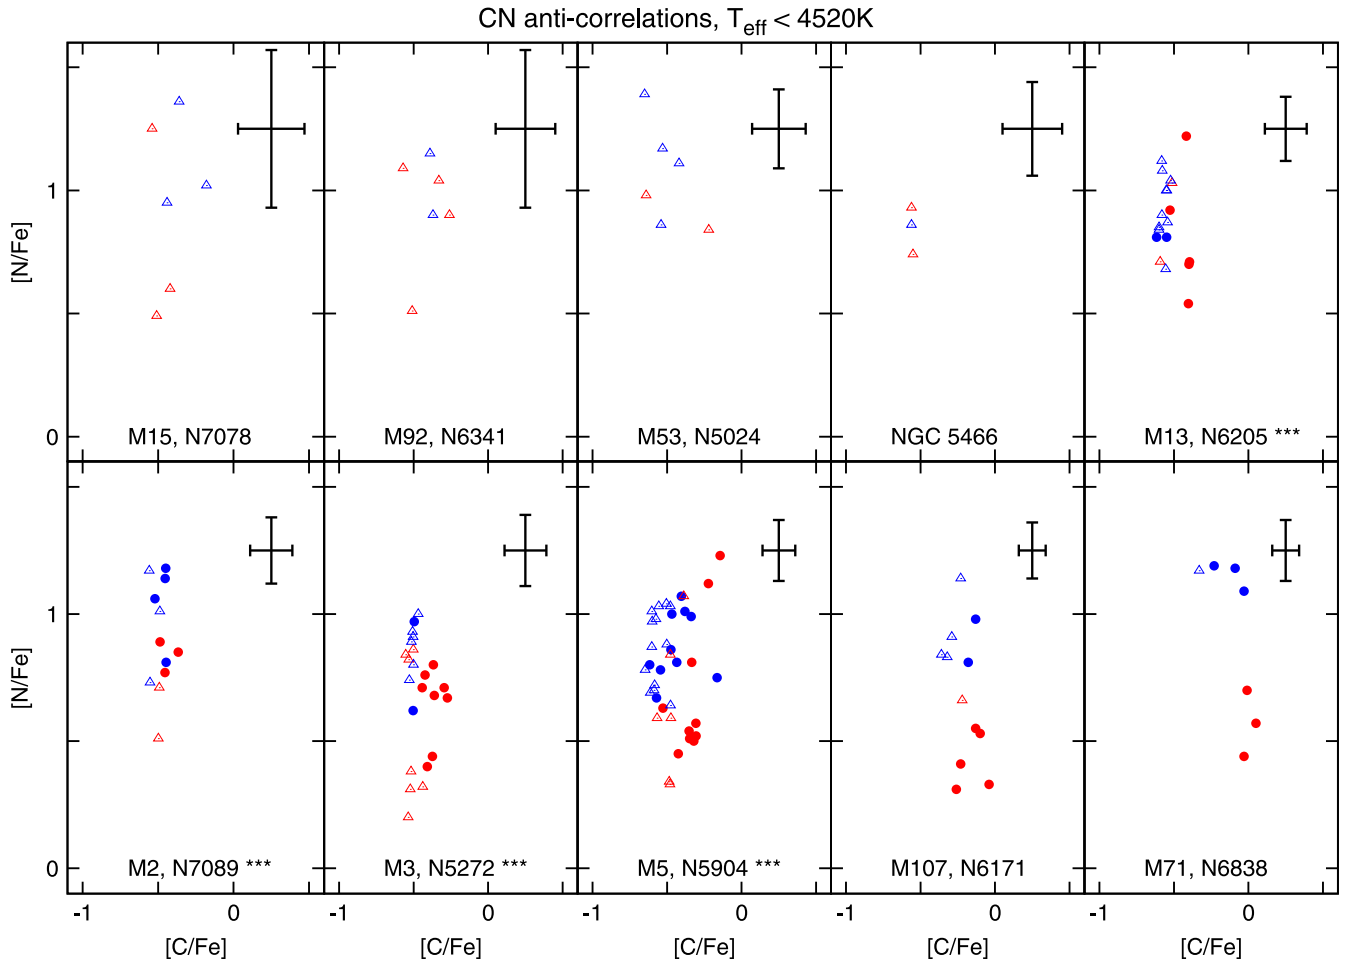 CN anti-correlations, Teff < 4520K
[N/Fe]
1
0
M15, N7078
M92, N6341
M53, N5024
NGC 5466
M13, N6205 ***
[N/Fe]
1
0
M2, N7089 ***
M3, N5272 ***
M5, N5904 ***
M107, N6171
M71, N6838
-1 0 -1 0 -1 0 -1 0 -1 0
[C/Fe] [C/Fe] [C/Fe] [C/Fe] [C/Fe]